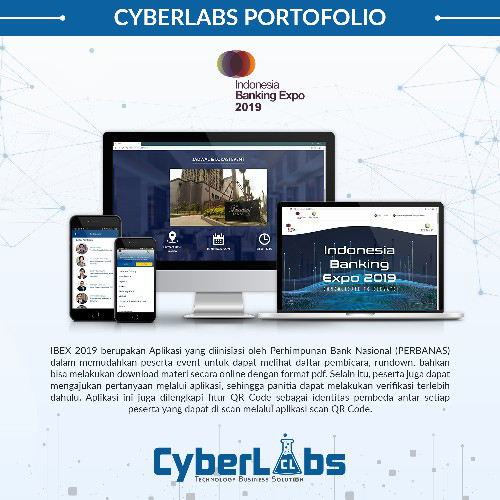 CYBERLABS PORTOFOLIO
Indonesia
Banking Expo
2019
Indonesia
Banking
Expo 2019
IBEX 2019 berupakan Aplikasi yang diinisiasi oleh Perhimpunan Bank Nasional (PERBANAS)
dalam memudahkan peserta event untuk dapat melihat daftar pembicara, rundown, bahkan
bisa melakukan download materi secara online dengan format pdf. Selain itu, peserta juga dapat
mengajukan pertanyaan melalui aplikasi, sehingga panitia dapat melakukan verifikasi terlebih
dahulu. Aplikasi ini juga dilengkapi fitur QR Code sebagai identitas pembeda antar setiap
peserta yang dapat di scan melalui aplikasi scan QR Code.
CyberLabs
Technology Business Solution